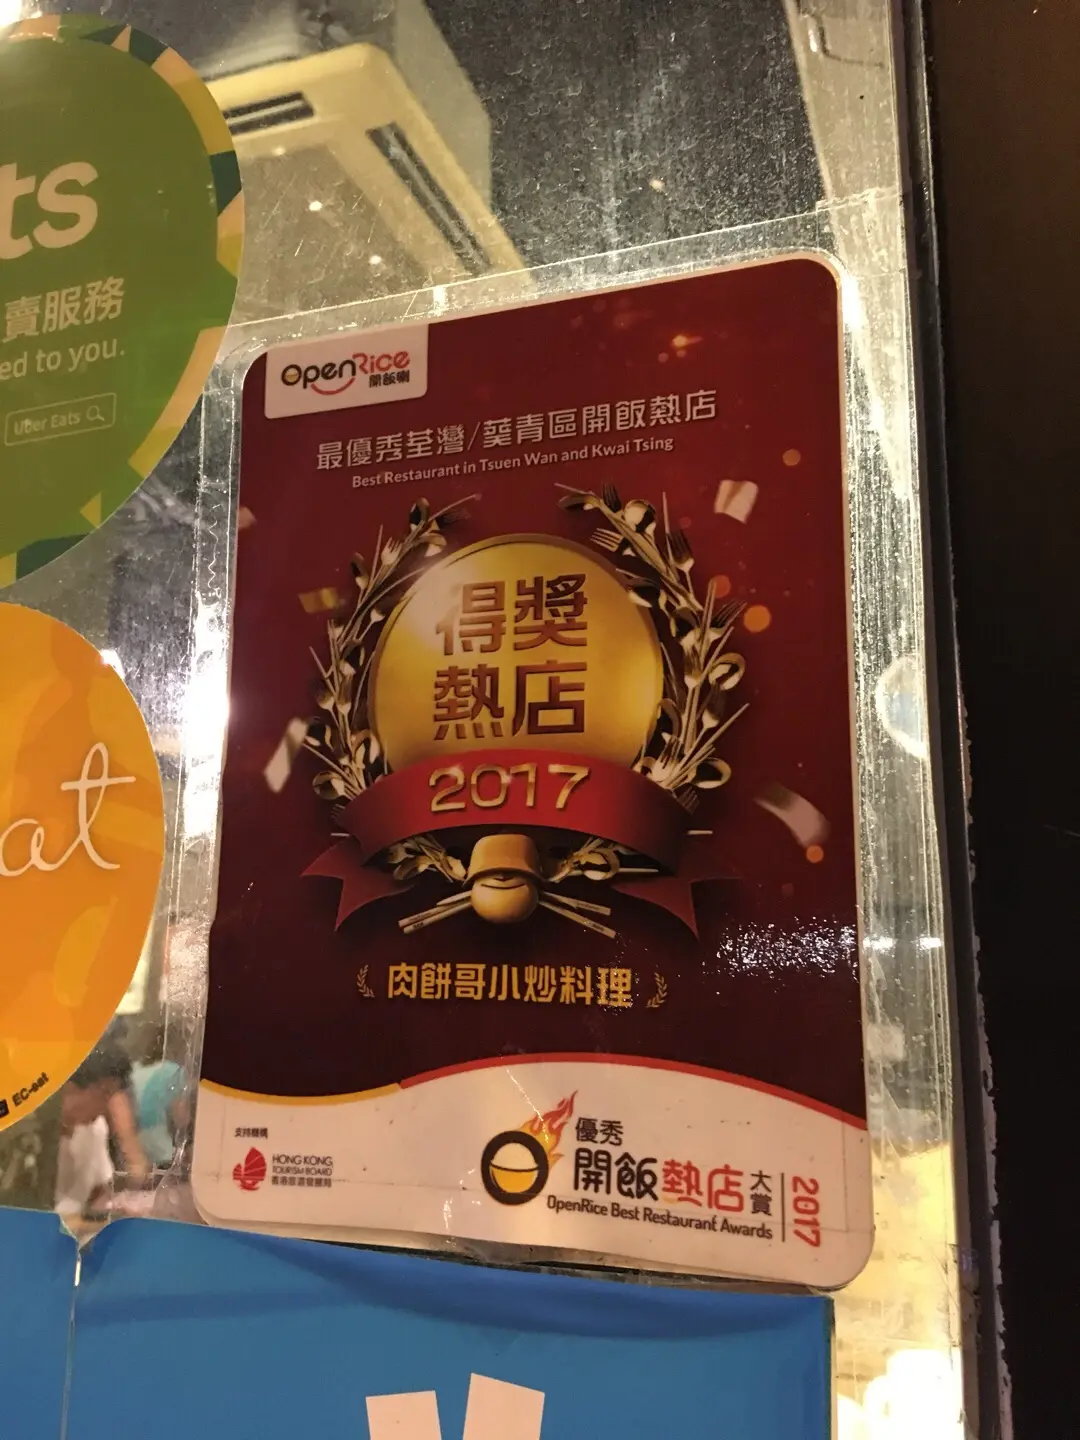 ts
賣服務
ed to you.
Uber Eats
at
EC-eat
OpenRice
開飯喇
最優秀荃灣/葵青區開飯熱店
Best Restaurant in Tsuen Wan and Kwai Tsing
得獎
熱店
2017
肉餅哥小炒料理
支持機構
HONG KONG
TOURISM BOARD
香港旅遊發展局
優秀
開飯熱店
大賞
OpenRice Best Restaurant Awards
2017